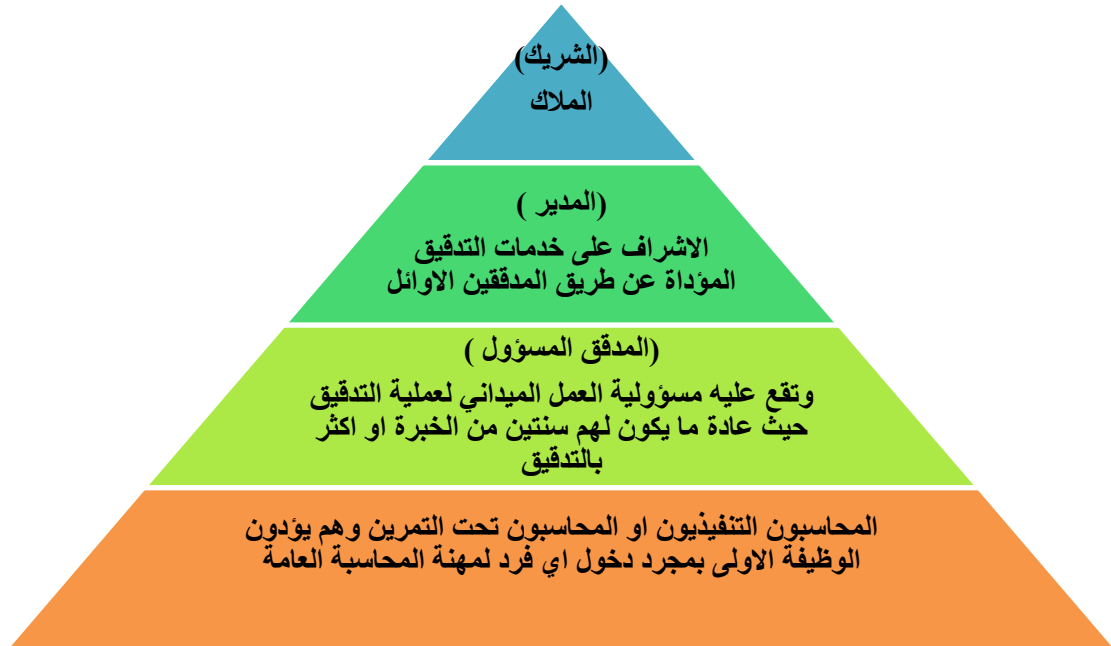 (الشريك)
الملاك
(المدير )
الاشراف على خدمات التدقيق
المؤداة عن طريق المدققين الاوائل
(المدقق المسؤول )
وتقع عليه مسؤولية العمل الميداني لعملية التدقيق
حيث عادة ما يكون لهم سنتين من الخبرة او اكثر
بالتدقيق
المحاسبون التنفيذيون او المحاسبون تحت التمرين وهم يؤدون
الوظيفة الاولى بمجرد دخول اي فرد لمهنة المحاسبة العامة